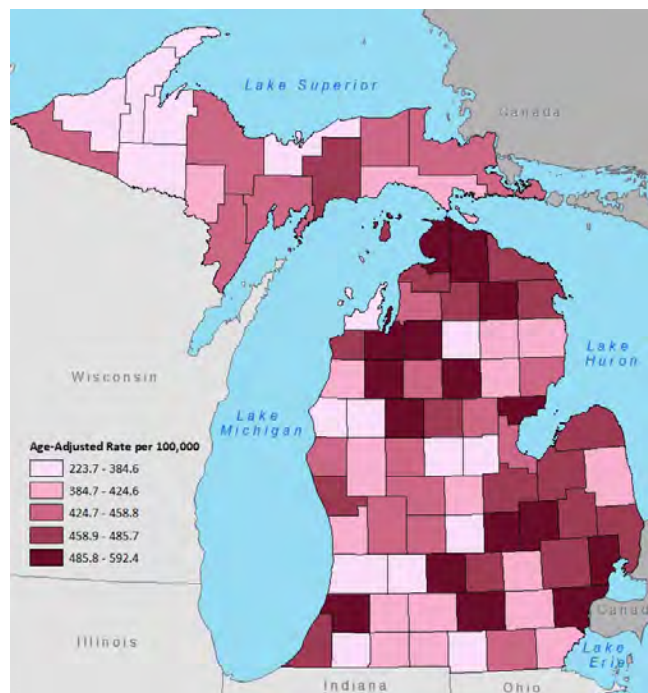 Lake Superior
Canada
Lake
Huron
Wisconsin
Lake
Michigan
Age-Adjusted Rate per 100,000
223.7 - 384.6
384.7 - 424.6
424.7 - 458.8
458.9 - 485.7
485.8 - 592.4
Canad
Illinois
Lake
Erie
Indiana
Ohio